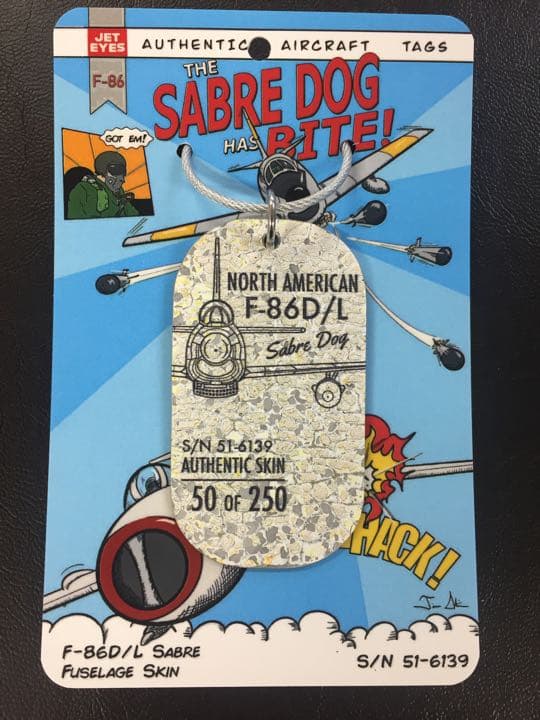 JET
EYES
AUTHENTIC AIRCRAFT TAGS
F-86
THE
SABRE DOG
HAS BITE!
GOT EM!
NORTH AMERICAN
F-86D/L
Sabre Dog
S/N 51-6139
AUTHENTIC SKIN
50 OF 250
HACK!
F-86D/L SABRE
FUSELAGE SKIN
S/N 51-6139